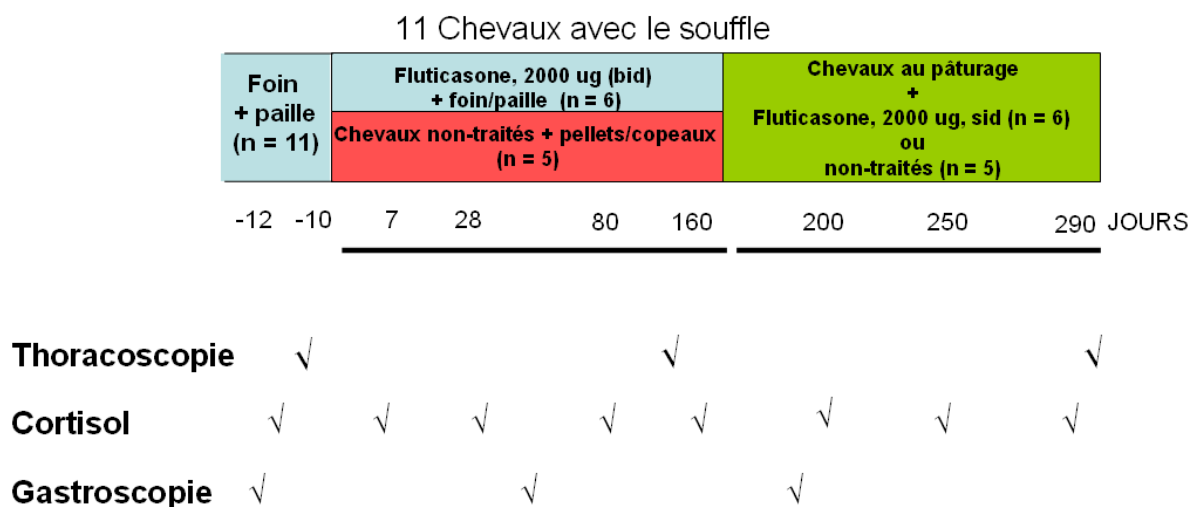 11 Chevaux avec le souffle
Foin
+ paille
(n = 11)
Fluticasone, 2000 ug (bid)
+ foin/paille (n = 6)
Chevaux non-traités + pellets/copeaux
(n = 5)
Chevaux au pâturage
+
Fluticasone, 2000 ug, sid (n = 6)
ou
non-traités (n = 5)
-12 -10 7 28 80 160 200 250 290 JOURS
Thoracoscopie √ √ √
Cortisol √ √ √ √ √ √ √ √
Gastroscopie √ √ √